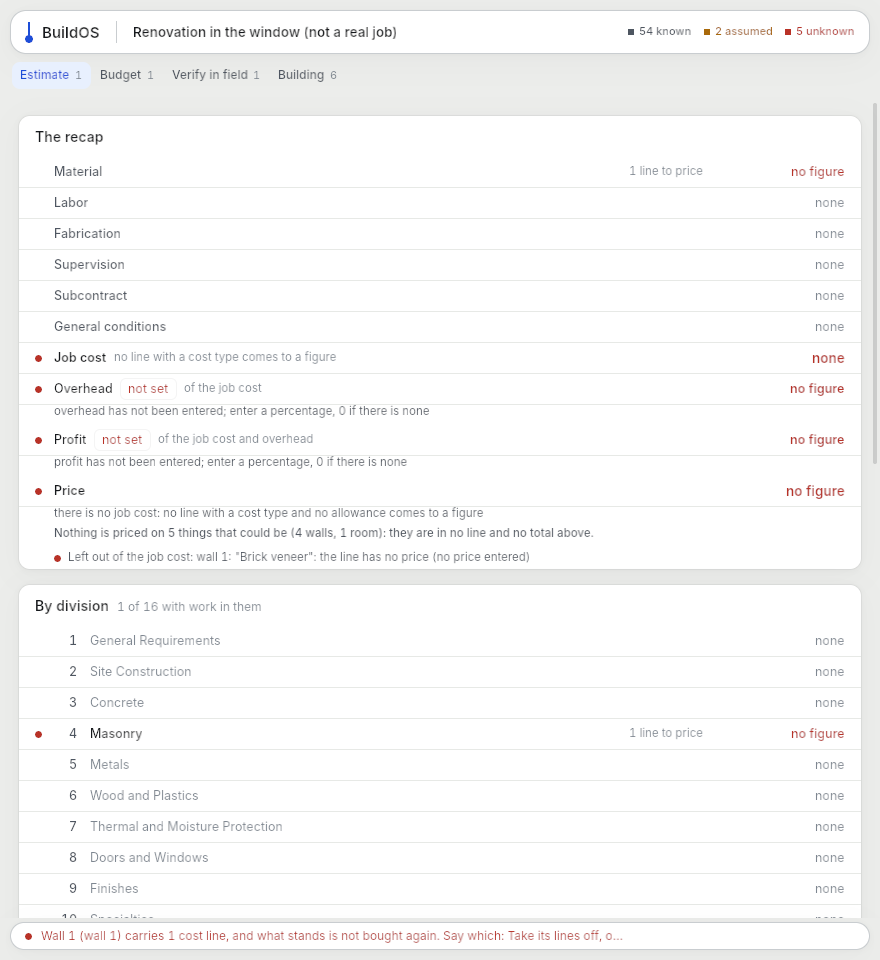 BuildOS
Renovation in the window (not a real job)
54 known
2 assumed
5 unknown
Estimate 1
Budget 1
Verify in field 1
Building 6
The recap
Material 1 line to price no figure
Labor none
Fabrication none
Supervision none
Subcontract none
General conditions none
Job cost no line with a cost type comes to a figure none
Overhead not set of the job cost no figure
overhead has not been entered; enter a percentage, 0 if there is none
Profit not set of the job cost and overhead no figure
profit has not been entered; enter a percentage, 0 if there is none
Price no figure
there is no job cost: no line with a cost type and no allowance comes to a figure
Nothing is priced on 5 things that could be (4 walls, 1 room): they are in no line and no total above.
Left out of the job cost: wall 1: "Brick veneer": the line has no price (no price entered)
By division 1 of 16 with work in them
1 General Requirements none
2 Site Construction none
3 Concrete none
4 Masonry 1 line to price no figure
5 Metals none
6 Wood and Plastics none
7 Thermal and Moisture Protection none
8 Doors and Windows none
9 Finishes none
10 Specialties none
Wall 1 (wall 1) carries 1 cost line, and what stands is not bought again. Say which: Take its lines off, o...